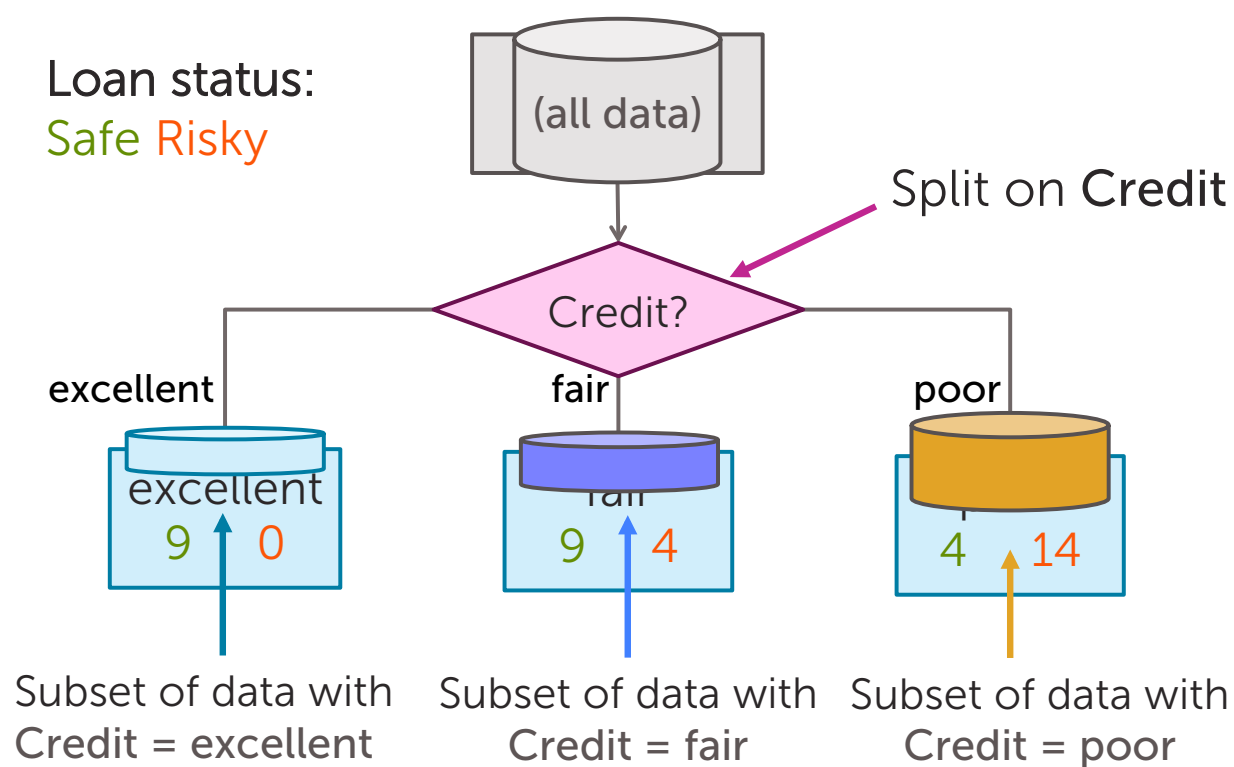 Loan status:
Safe Risky
(all data)
Split on Credit
Credit?
excellent
fair
poor
excellent
fair
9 0
9 4
4 14
Subset of data with
Credit = excellent
Subset of data with
Credit = fair
Subset of data with
Credit = poor